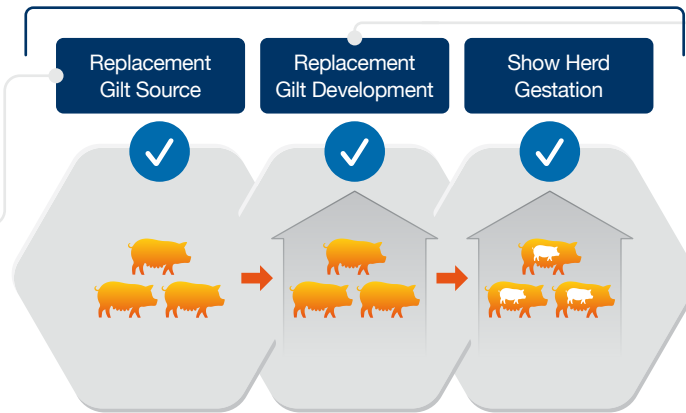 Replacement
Gilt Source
Replacement
Gilt Development
Show Herd
Gestation